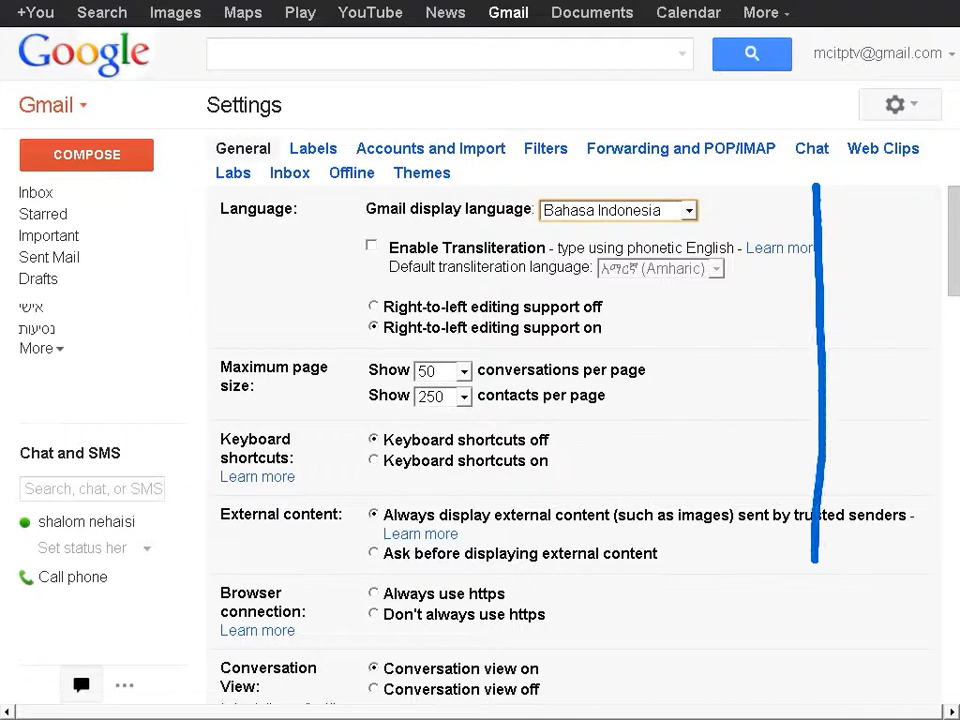 +You Search Images Maps Play YouTube News Gmail Documents Calendar More
Google
mcitptv@gmail.com
Gmail
Settings
COMPOSE
General Labels Accounts and Import Filters Forwarding and POP/IMAP Chat Web Clips
Labs Inbox Offline Themes
Inbox
Starred
Important
Sent Mail
Drafts
אישי
נסיעות
More
Chat and SMS
Search, chat, or SMS
shalom nehaisi
Set status her
Call phone
Language:
Gmail display language: Bahasa Indonesia
Enable Transliteration - type using phonetic English - Learn mor
Default transliteration language: አማርኛ (Amharic)
Right-to-left editing support off
Right-to-left editing support on
Maximum page
size:
Show 50 conversations per page
Show 250 contacts per page
Keyboard
shortcuts:
Learn more
Keyboard shortcuts off
Keyboard shortcuts on
External content:
Always display external content (such as images) sent by trusted senders -
Learn more
Ask before displaying external content
Browser
connection:
Learn more
Always use https
Don't always use https
Conversation
View:
Conversation view on
Conversation view off